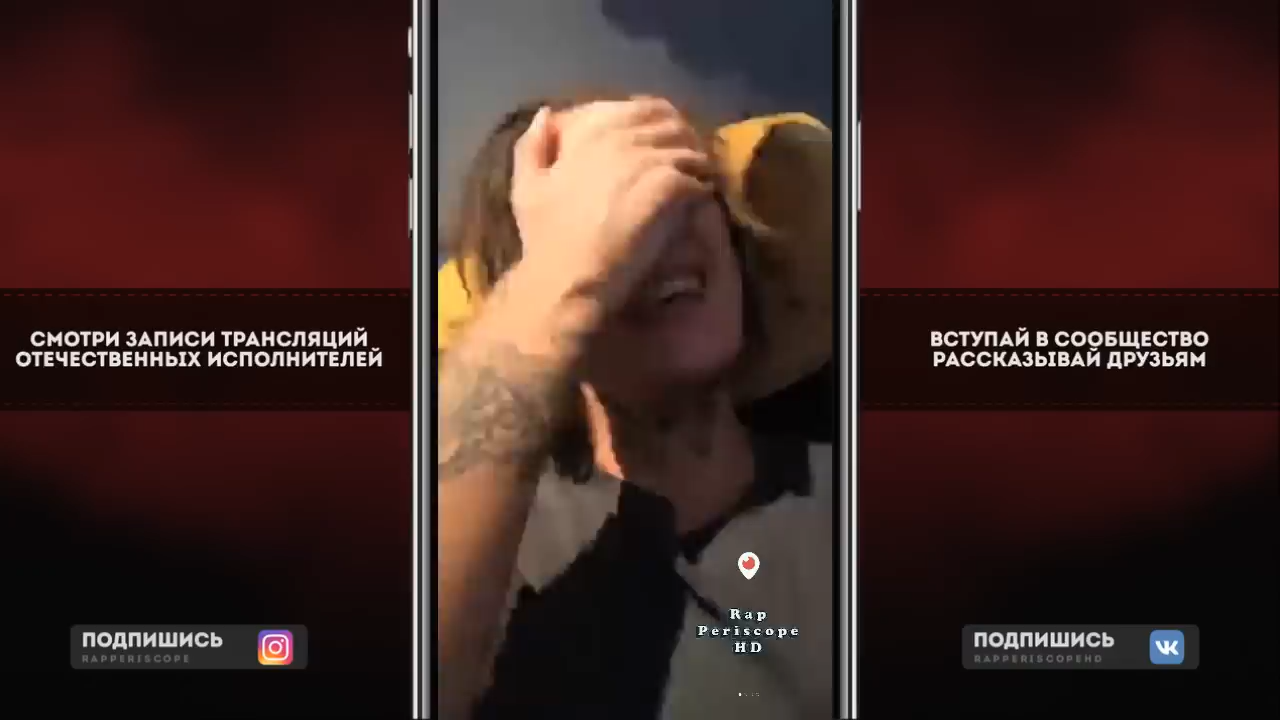 СМОТРИ ЗАПИСИ ТРАНСЛЯЦИЙ
ОТЕЧЕСТВЕННЫХ ИСПОЛНИТЕЛЕЙ
ВСТУПАЙ В СООБЩЕСТВО
РАССКАЗЫВАЙ ДРУЗЬЯМ
Rap
Periscope
HD
ПОДПИШИСЬ
RAPPERISCOPE
ПОДПИШИСЬ
RAPPERISCOPEHD